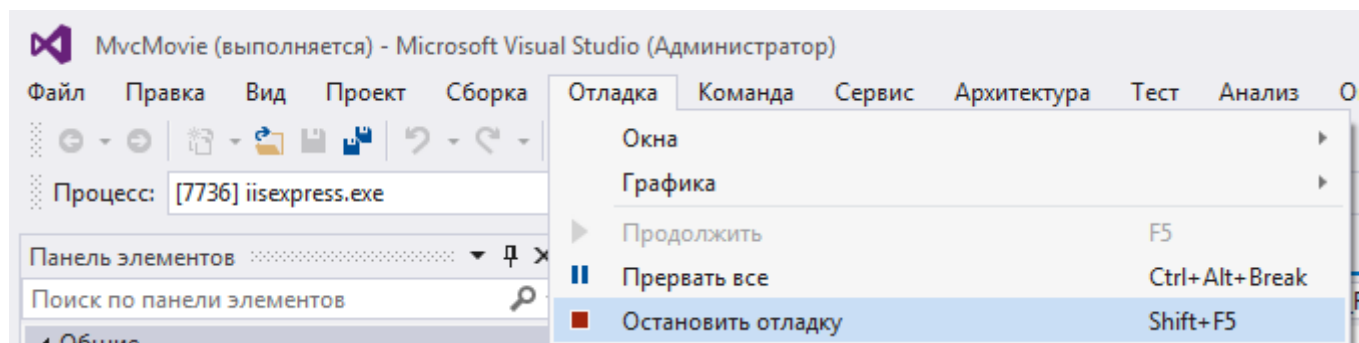 MvcMovie (выполняется) - Microsoft Visual Studio (Администратор)
Файл Правка Вид Проект Сборка Отладка Команда Сервис Архитектура Тест Анализ
Окна
Графика
Процесс: [7736] iisexpress.exe
Продолжить F5
Панель элементов
Прервать все Ctrl+Alt+Break
Поиск по панели элементов
Остановить отладку Shift+F5